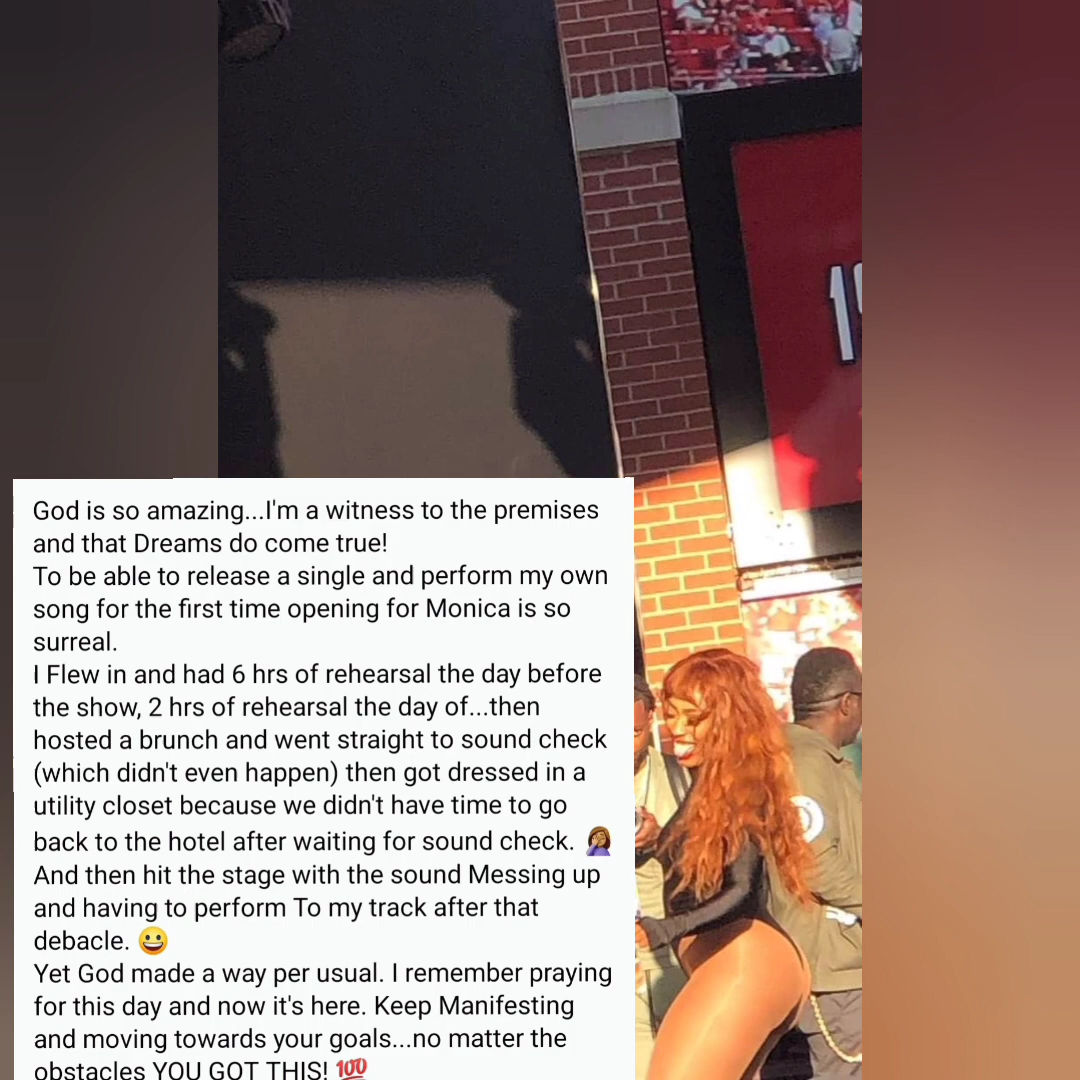 God is so amazing...I'm a witness to the premises
and that Dreams do come true!
To be able to release a single and perform my own
song for the first time opening for Monica is so
surreal.
I Flew in and had 6 hrs of rehearsal the day before
the show, 2 hrs of rehearsal the day of...then
hosted a brunch and went straight to sound check
(which didn't even happen) then got dressed in a
utility closet because we didn't have time to go
back to the hotel after waiting for sound check. 🤦🏾‍♀️
And then hit the stage with the sound Messing up
and having to perform To my track after that
debacle. 😀
Yet God made a way per usual. I remember praying
for this day and now it's here. Keep Manifesting
and moving towards your goals...no matter the
obstacles YOU GOT THIS! 💯